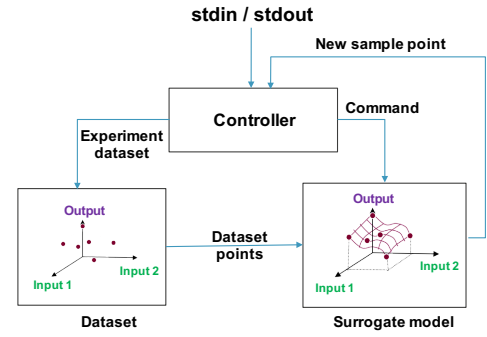 stdin / stdout
New sample point
Controller
Command
Experiment
dataset
Output
Input 1
Input 2
Dataset
Dataset
points
Output
Input 2
Input 1
Surrogate model